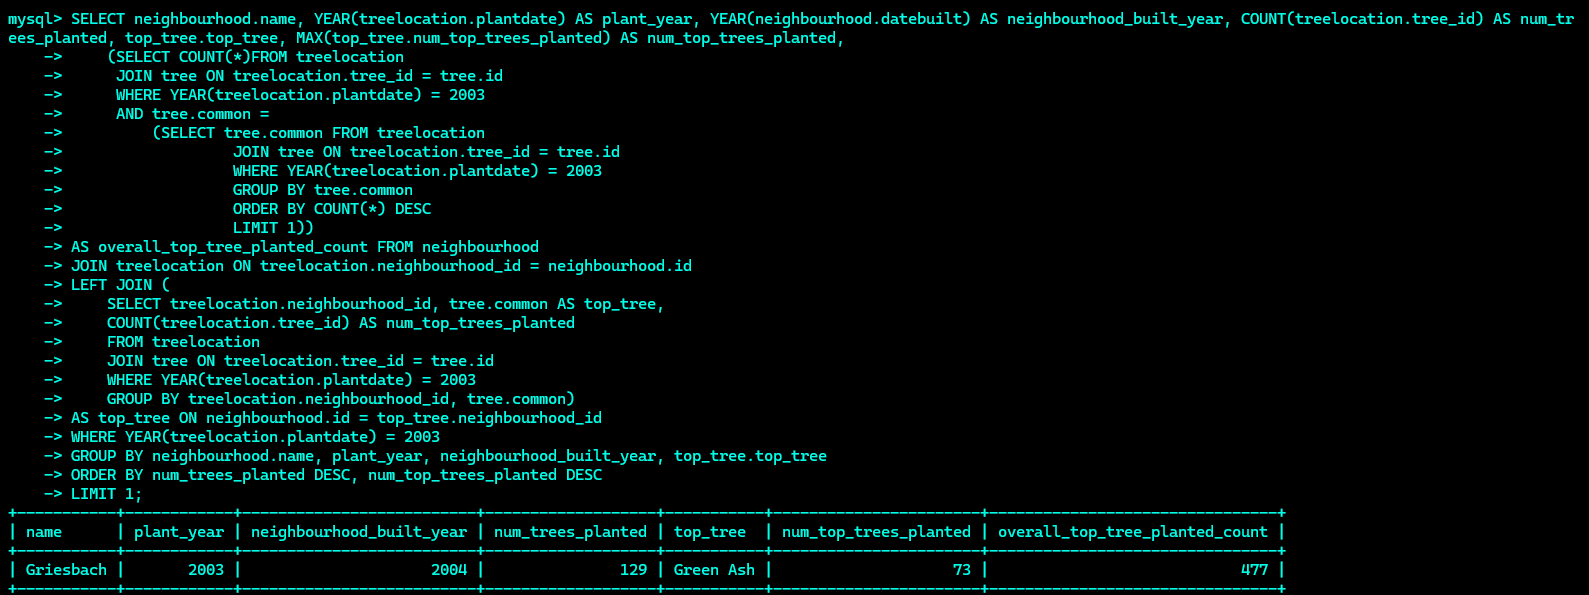 mysql> SELECT neighbourhood.name, YEAR(treelocation.plantdate) AS plant_year, YEAR(neighbourhood.datebuilt) AS neighbourhood_built_year, COUNT(treelocation.tree_id) AS num_tr
ees_planted, top_tree.top_tree, MAX(top_tree.num_top_trees_planted) AS num_top_trees_planted,
    ->     (SELECT COUNT(*)FROM treelocation
    ->      JOIN tree ON treelocation.tree_id = tree.id
    ->      WHERE YEAR(treelocation.plantdate) = 2003
    ->      AND tree.common =
    ->          (SELECT tree.common FROM treelocation
    ->                   JOIN tree ON treelocation.tree_id = tree.id
    ->                   WHERE YEAR(treelocation.plantdate) = 2003
    ->                   GROUP BY tree.common
    ->                   ORDER BY COUNT(*) DESC
    ->                   LIMIT 1))
    -> AS overall_top_tree_planted_count FROM neighbourhood
    -> JOIN treelocation ON treelocation.neighbourhood_id = neighbourhood.id
    -> LEFT JOIN (
    ->     SELECT treelocation.neighbourhood_id, tree.common AS top_tree,
    ->     COUNT(treelocation.tree_id) AS num_top_trees_planted
    ->     FROM treelocation
    ->     JOIN tree ON treelocation.tree_id = tree.id
    ->     WHERE YEAR(treelocation.plantdate) = 2003
    ->     GROUP BY treelocation.neighbourhood_id, tree.common)
    -> AS top_tree ON neighbourhood.id = top_tree.neighbourhood_id
    -> WHERE YEAR(treelocation.plantdate) = 2003
    -> GROUP BY neighbourhood.name, plant_year, neighbourhood_built_year, top_tree.top_tree
    -> ORDER BY num_trees_planted DESC, num_top_trees_planted DESC
    -> LIMIT 1;
+-----------+------------+--------------------------+-------------------+-----------+-----------------------+--------------------------------+
| name      | plant_year | neighbourhood_built_year | num_trees_planted | top_tree  | num_top_trees_planted | overall_top_tree_planted_count |
+-----------+------------+--------------------------+-------------------+-----------+-----------------------+--------------------------------+
| Griesbach |       2003 |                     2004 |               129 | Green Ash |                    73 |                            477 |
+-----------+------------+--------------------------+-------------------+-----------+-----------------------+--------------------------------+